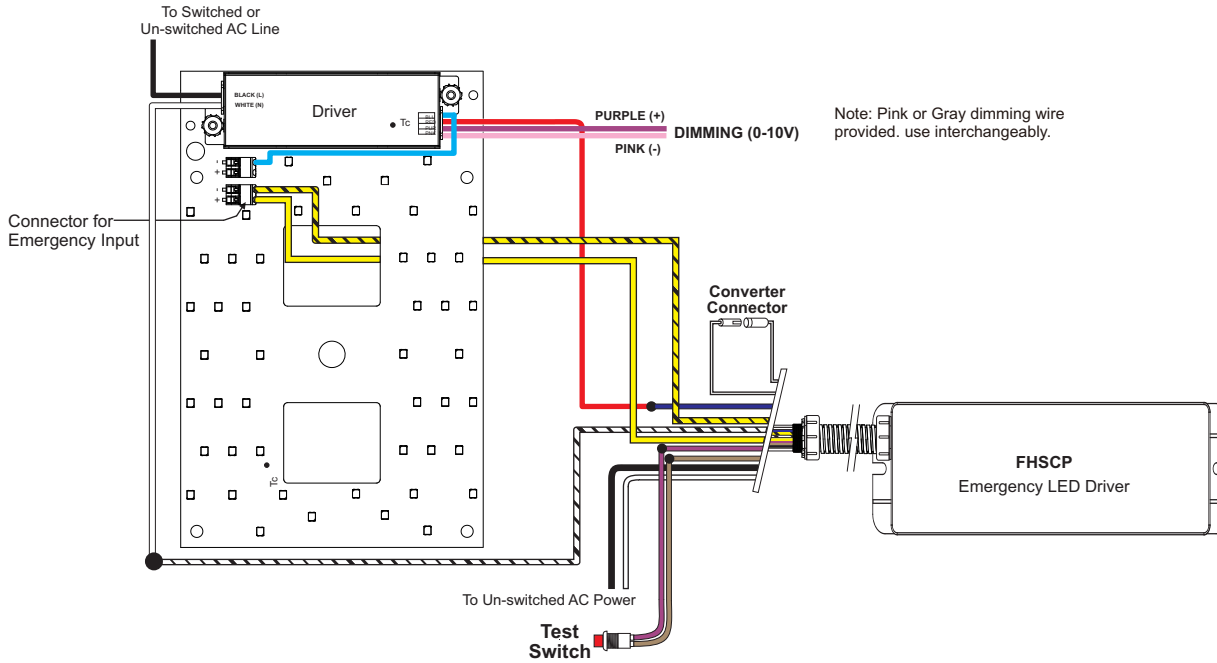 To Switched or
Un-switched AC Line
BLACK (L)
WHITE (N)
Driver
Tc
PURPLE (+)
DIMMING (0-10V)
PINK (-)
Note: Pink or Gray dimming wire
provided. use interchangeably.
-
+
-
+
Connector for
Emergency Input
Converter
Connector
FHSCP
Emergency LED Driver
Tc
To Un-switched AC Power
Test
Switch